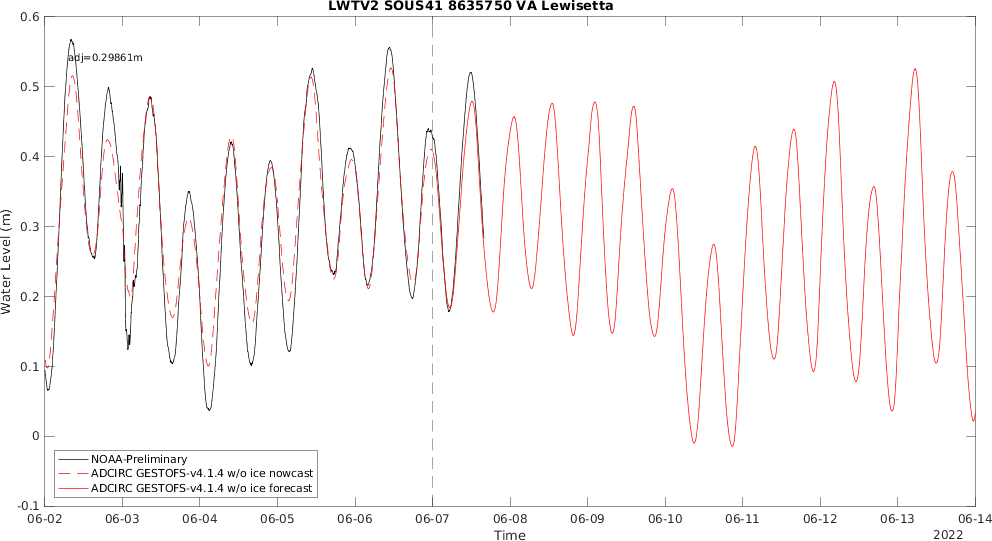 LWTV2 SOUS41 8635750 VA Lewisetta
adj=0.29861m
Water Level (m)
0.6
0.5
0.4
0.3
0.2
0.1
0
-0.1
NOAA-Preliminary
ADCIRC GESTOFS-v4.1.4 w/o ice nowcast
ADCIRC GESTOFS-v4.1.4 w/o ice forecast
06-02 06-03 06-04 06-05 06-06 06-07 06-08 06-09 06-10 06-11 06-12 06-13 06-14
Time
2022